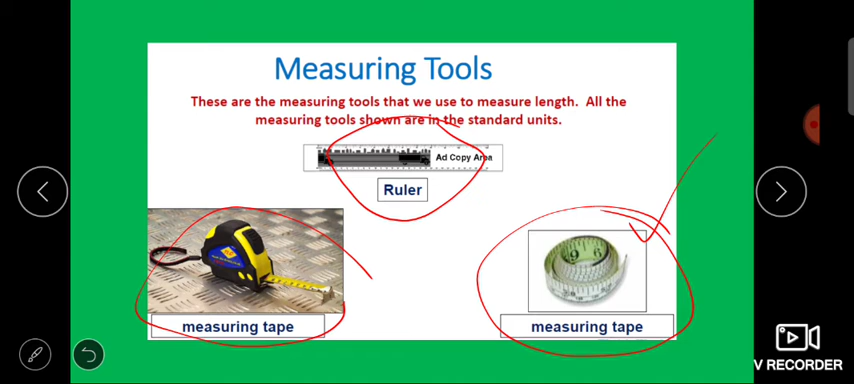 Measuring Tools
These are the measuring tools that we use to measure length. All the
measuring tools shown are in the standard units.
Ad Copy Area
Ruler
measuring tape
measuring tape
V RECORDER